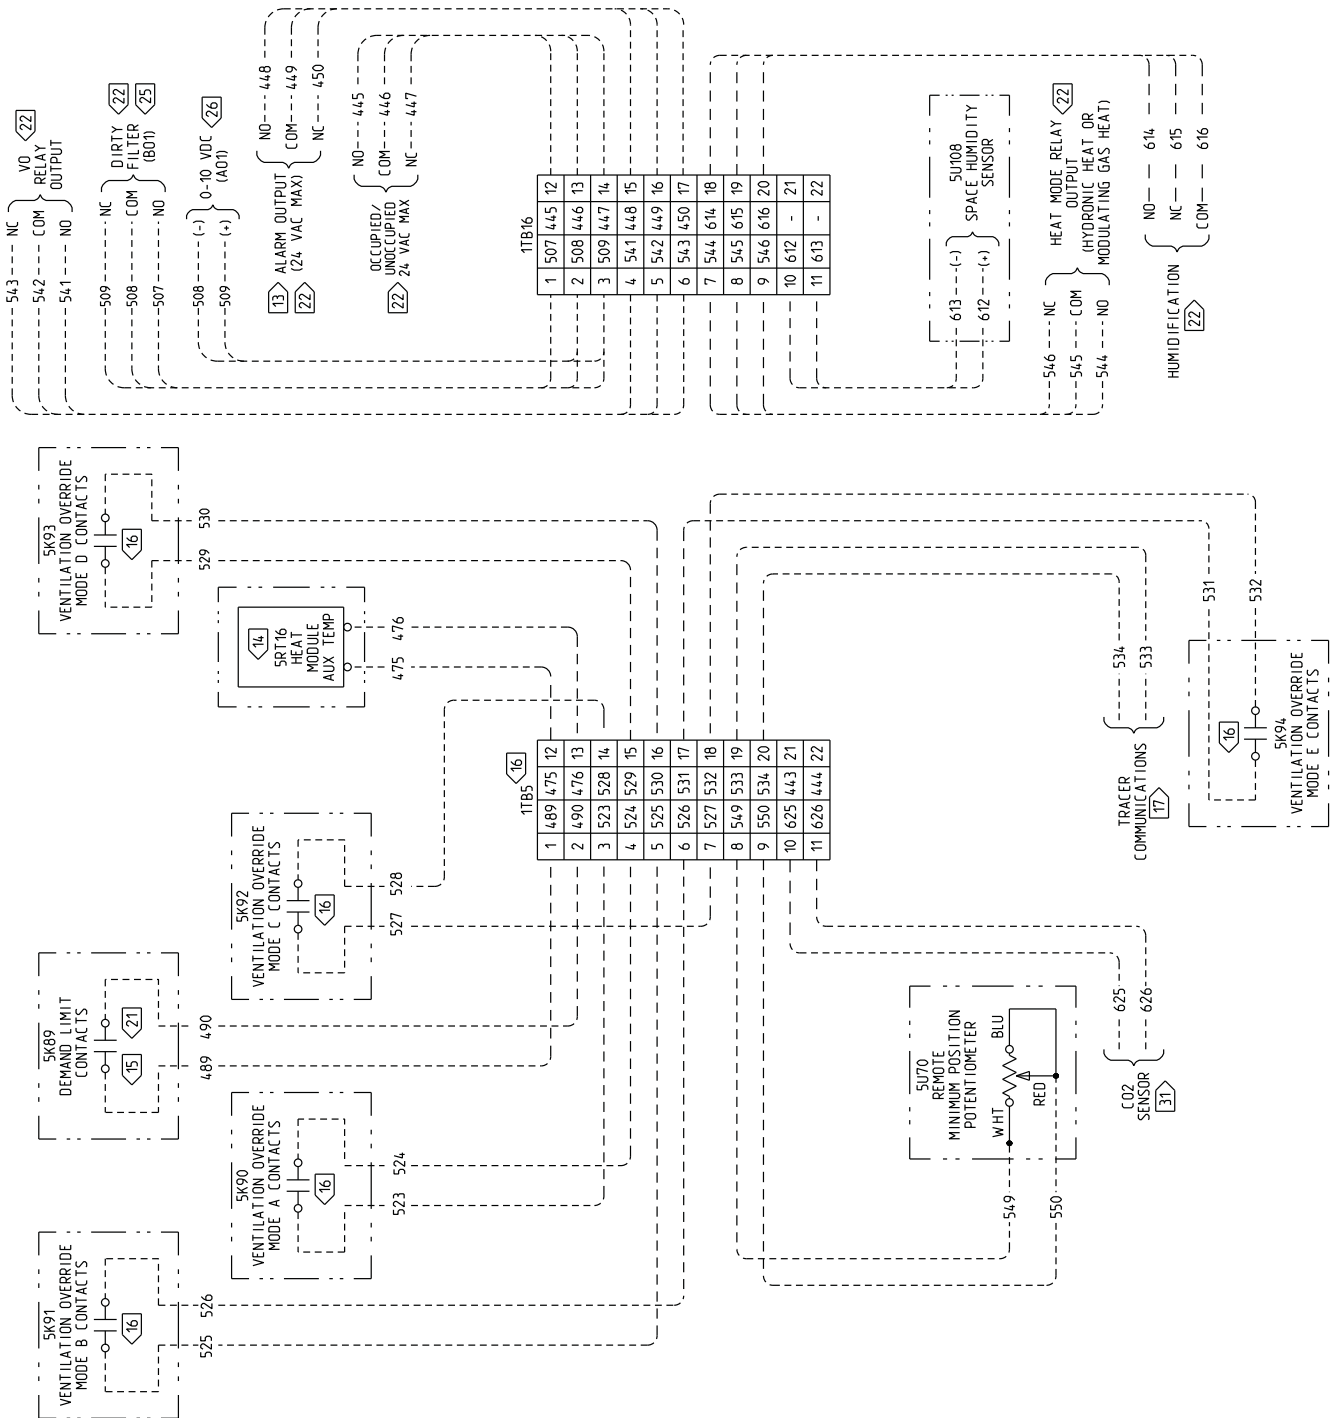 543 NC
542 COM
541 NO
VO
RELAY
OUTPUT
22
509 NC
508 COM
507 NO
DIRTY
FILTER
(BO1)
22
25
508 (-)
509 (+)
0-10 VDC
(AO1)
26
NO 448
COM 449
NC 450
13
ALARM OUTPUT
(24 VAC MAX)
22
NO 445
COM 446
NC 447
OCCUPIED/
UNOCCUPIED
24 VAC MAX
22
1TB16
1 507 445 12
2 508 446 13
3 509 447 14
4 541 448 15
5 542 449 16
6 543 450 17
7 544 614 18
8 545 615 19
9 546 616 20
10 612 - 21
11 613 - 22
5U108
SPACE HUMIDITY
SENSOR
613 (-)
612 (+)
HEAT MODE RELAY
OUTPUT
(HYDRONIC HEAT OR
MODULATING GAS HEAT)
22
546 NC
545 COM
544 NO
NO 614
NC 615
COM 616
HUMIDIFICATION
22
5K93
VENTILATION OVERRIDE
MODE D CONTACTS
16
530
529
14
5RT16
HEAT
MODULE
AUX TEMP
476
475
1TB5
16
1 489 475 12
2 490 476 13
3 523 528 14
4 524 529 15
5 525 530 16
6 526 531 17
7 527 532 18
8 549 533 19
9 550 534 20
10 625 443 21
11 626 444 22
531
532
534
533
TRACER
COMMUNICATIONS
17
16
5K94
VENTILATION OVERRIDE
MODE E CONTACTS
5K92
VENTILATION OVERRIDE
MODE C CONTACTS
16
528
527
5K89
DEMAND LIMIT
CONTACTS
15
21
490
489
5K90
VENTILATION OVERRIDE
MODE A CONTACTS
16
524
523
5K91
VENTILATION OVERRIDE
MODE B CONTACTS
16
526
525
5U70
REMOTE
MINIMUM POSITION
POTENTIOMETER
WHT
BLU
RED
549
550
625
626
CO2
SENSOR
31